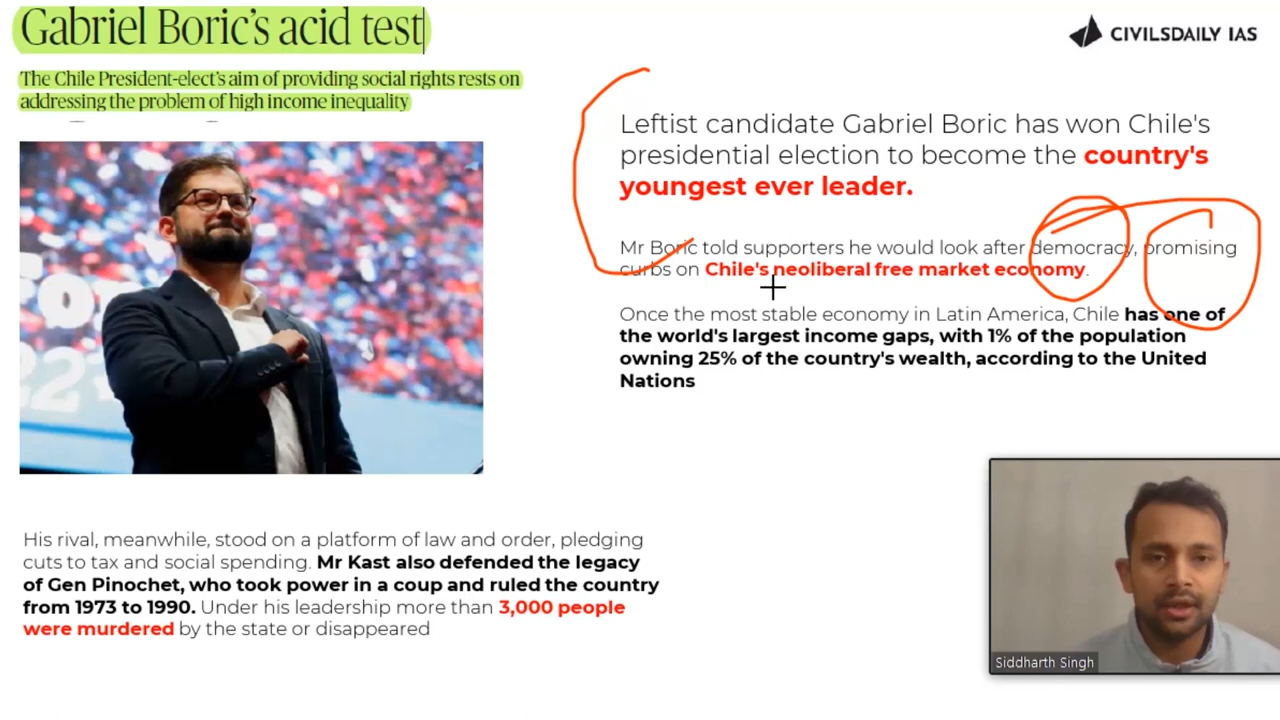 Gabriel Boric's acid test
The Chile President-elect's aim of providing social rights rests on
addressing the problem of high income inequality
CIVILSDAILY IAS
Leftist candidate Gabriel Boric has won Chile's
presidential election to become the country's
youngest ever leader.
Mr Boric told supporters he would look after democracy, promising
curbs on Chile's neoliberal free market economy.
Once the most stable economy in Latin America, Chile has one of
the world's largest income gaps, with 1% of the population
owning 25% of the country's wealth, according to the United
Nations
His rival, meanwhile, stood on a platform of law and order, pledging
cuts to tax and social spending. Mr Kast also defended the legacy
of Gen Pinochet, who took power in a coup and ruled the country
from 1973 to 1990. Under his leadership more than 3,000 people
were murdered by the state or disappeared
Siddharth Singh